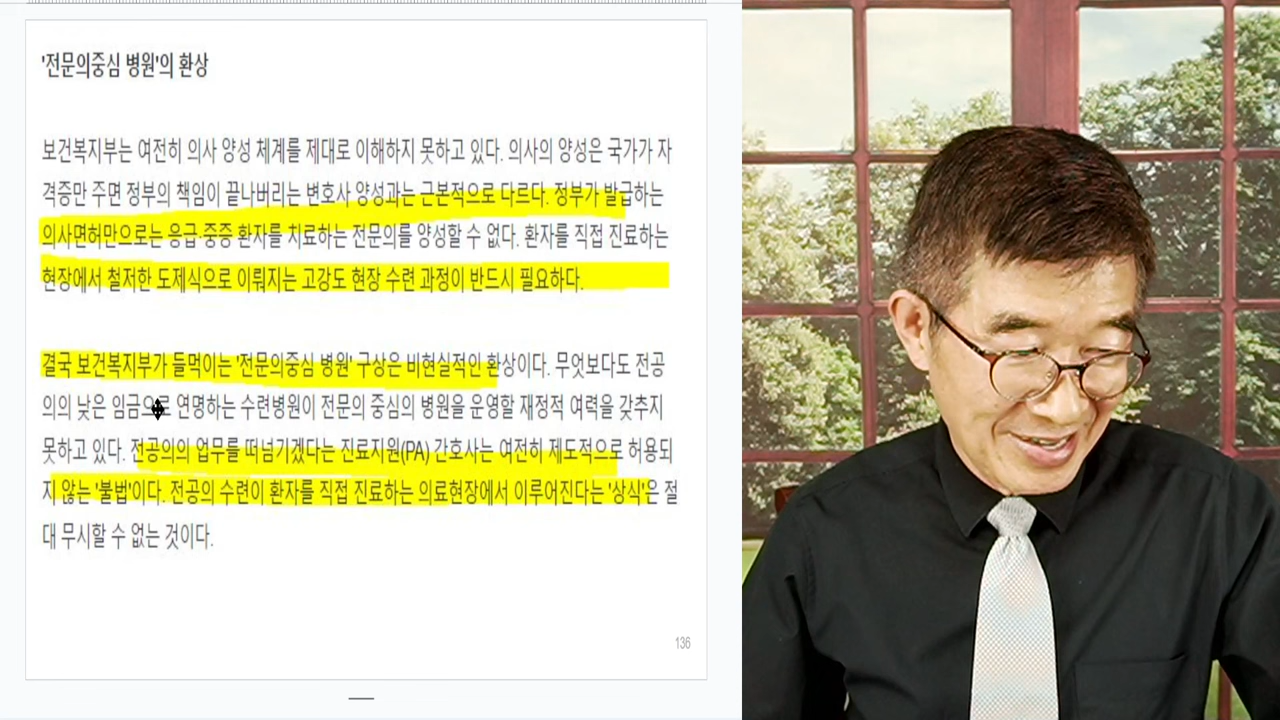 '전문의중심 병원'의 환상
보건복지부는 여전히 의사 양성 체계를 제대로 이해하지 못하고 있다. 의사의 양성은 국가가 자
격증만 주면 정부의 책임이 끝나버리는 변호사 양성과는 근본적으로 다르다. 정부가 발급하는
의사면허만으로는 응급·중증 환자를 치료하는 전문의를 양성할 수 없다. 환자를 직접 진료하는
현장에서 철저한 도제식으로 이뤄지는 고강도 현장 수련 과정이 반드시 필요하다.
결국 보건복지부가 들먹이는 '전문의중심 병원' 구상은 비현실적인 환상이다. 무엇보다도 전공
의의 낮은 임금으로 연명하는 수련병원이 전문의 중심의 병원을 운영할 재정적 여력을 갖추지
못하고 있다. 전공의의 업무를 떠넘기겠다는 진료지원(PA) 간호사는 여전히 제도적으로 허용되
지 않는 '불법'이다. 전공의 수련이 환자를 직접 진료하는 의료현장에서 이루어진다는 '상식'은 절
대 무시할 수 없는 것이다.
136